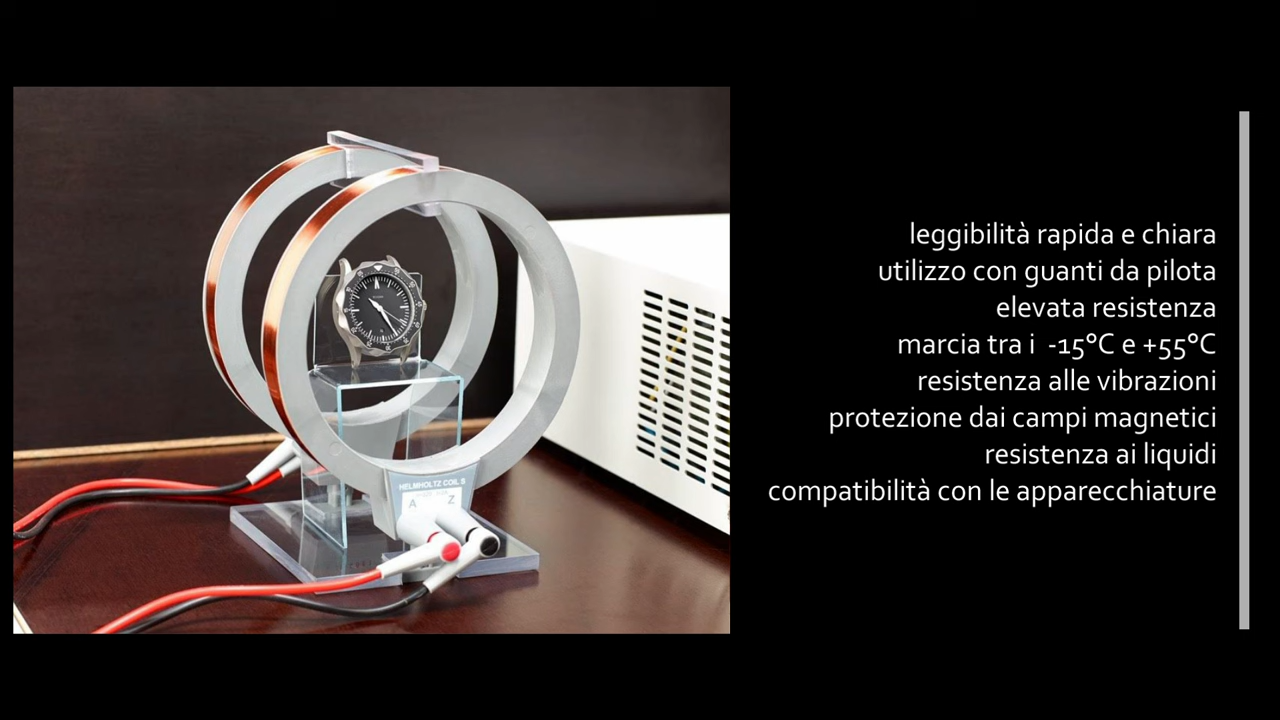 leggibilità rapida e chiara
utilizzo con guanti da pilota
elevata resistenza
marcia tra i  -15°C e +55°C
resistenza alle vibrazioni
protezione dai campi magnetici
resistenza ai liquidi
compatibilità con le apparecchiature
HELMHOLTZ COIL S
A Z